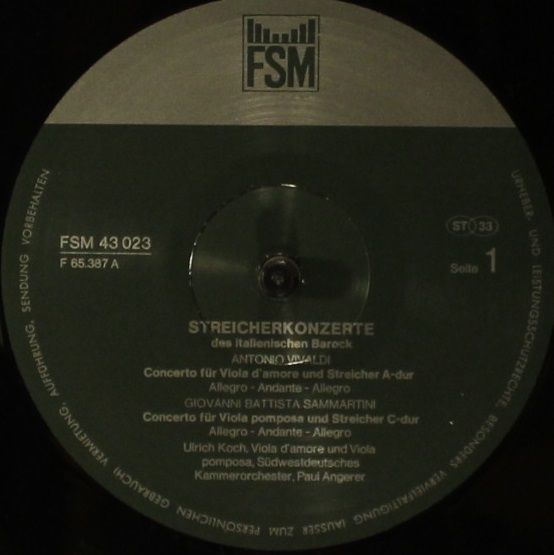 FSM
FSM 43 023
F 65.387 A
ST 33
Seite 1
STREICHERKONZERTE
des italienischen Barock
ANTONIO VIVALDI
Concerto für Viola d'amore und Streicher A-dur
Allegro - Andante - Allegro
GIOVANNI BATTISTA SAMMARTINI
Concerto für Viola pomposa und Streicher C-dur
Allegro - Andante - Allegro
Ulrich Koch, Viola d'amore und Viola
pomposa, Südwestdeutsches
Kammerorchester, Paul Angerer
URHEBER- UND LEISTUNGSSCHUTZRECHTE, BESONDERS VERVIELFÄLTIGUNG (AUSSER ZUM PERSÖNLICHEN GEBRAUCH) VERMIETUNG, AUFFÜHRUNG, SENDUNG VORBEHALTEN